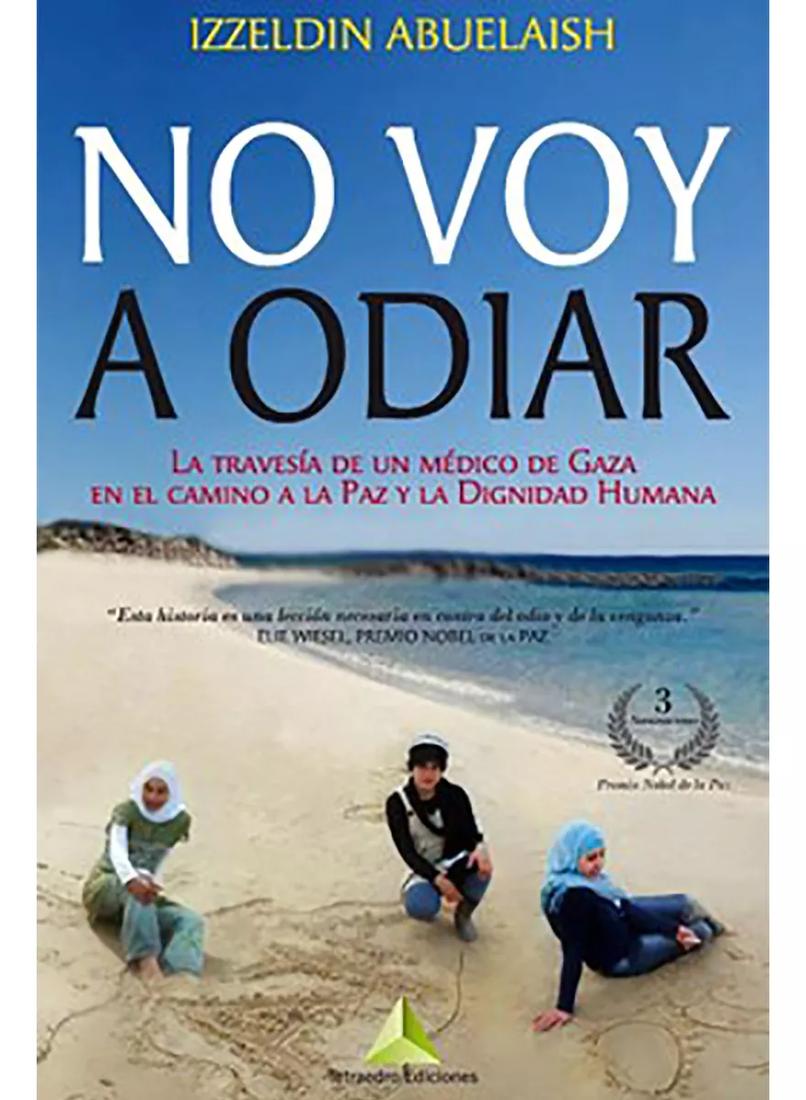 IZZELDIN ABUELAISH
NO VOY
A ODIAR
LA TRAVESÍA DE UN MÉDICO DE GAZA
EN EL CAMINO A LA PAZ Y LA DIGNIDAD HUMANA
"Esta historia es una lección necesaria en contra del odio y de la venganza."
ELIE WIESEL, PREMIO NOBEL DE LA PAZ
3
Nominaciones
Premio Nobel de la Paz
Tetraedro Ediciones